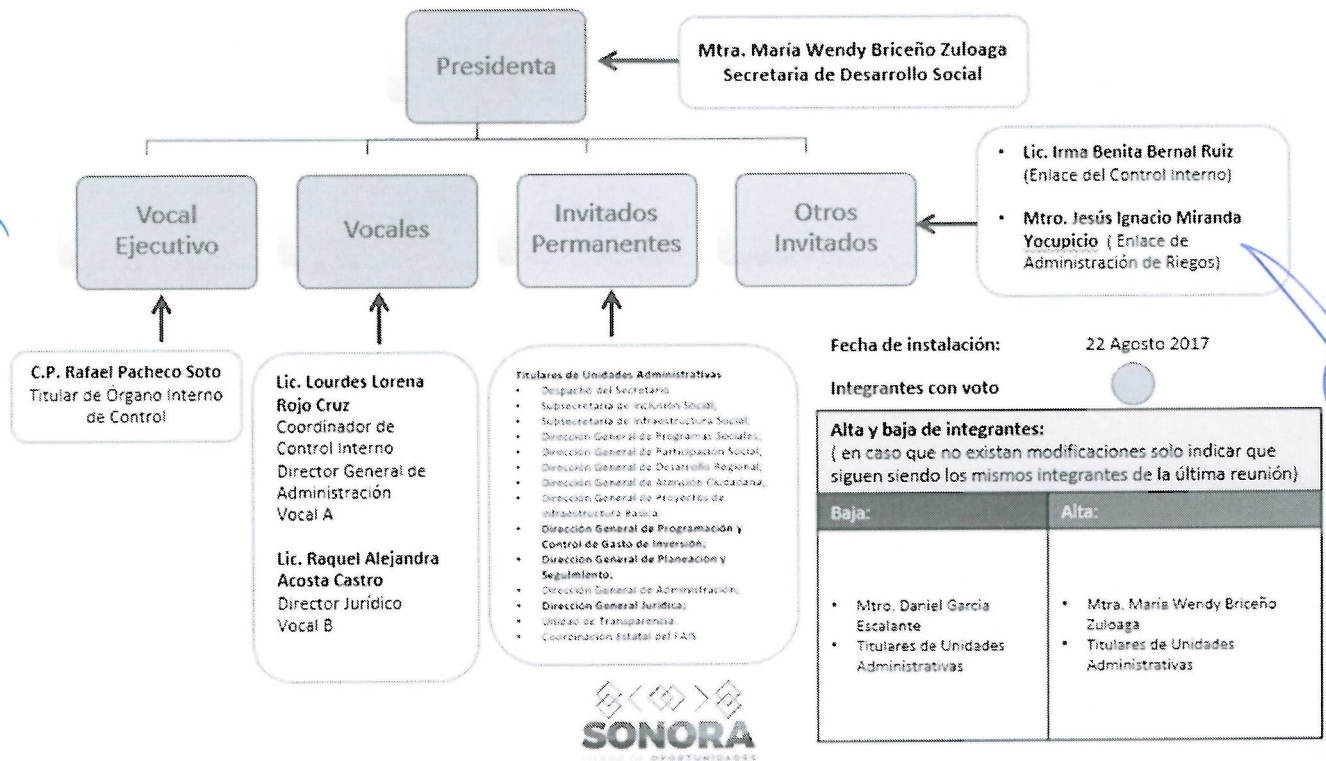 Presidenta
Mtra. María Wendy Briceño Zuloaga
Secretaria de Desarrollo Social
Vocal
Ejecutivo
Vocales
Invitados
Permanentes
Otros
Invitados
• Lic. Irma Benita Bernal Ruiz
(Enlace del Control Interno)
• Mtro. Jesús Ignacio Miranda
Yocupicio ( Enlace de
Administración de Riegos)
C.P. Rafael Pacheco Soto
Titular de Órgano Interno
de Control
Lic. Lourdes Lorena
Rojo Cruz
Coordinador de
Control Interno
Director General de
Administración
Vocal A
Lic. Raquel Alejandra
Acosta Castro
Director Jurídico
Vocal B
Titulares de Unidades Administrativas
• Despacho del Secretario
• Subsecretaria de Inclusión Social;
• Subsecretaria de Infraestructura Social;
• Dirección General de Programas Sociales;
• Dirección General de Participación Social;
• Dirección General de Desarrollo Regional;
• Dirección General de Atención Ciudadana;
• Dirección General de Proyectos de
Infraestructura Básica;
• Dirección General de Programación y
Control de Gasto de Inversión;
• Dirección General de Planeación y
Seguimiento;
• Dirección General de Administración;
• Dirección General Jurídica;
• Unidad de Transparencia.
• Coordinación Estatal del FAIS
Fecha de instalación: 22 Agosto 2017
Integrantes con voto
Alta y baja de integrantes:
( en caso que no existan modificaciones solo indicar que
siguen siendo los mismos integrantes de la última reunión)
Baja: Alta:
• Mtro. Daniel García
Escalante
• Titulares de Unidades
Administrativas
• Mtra. María Wendy Briceño
Zuloaga
• Titulares de Unidades
Administrativas
SONORA
TIERRA DE OPORTUNIDADES